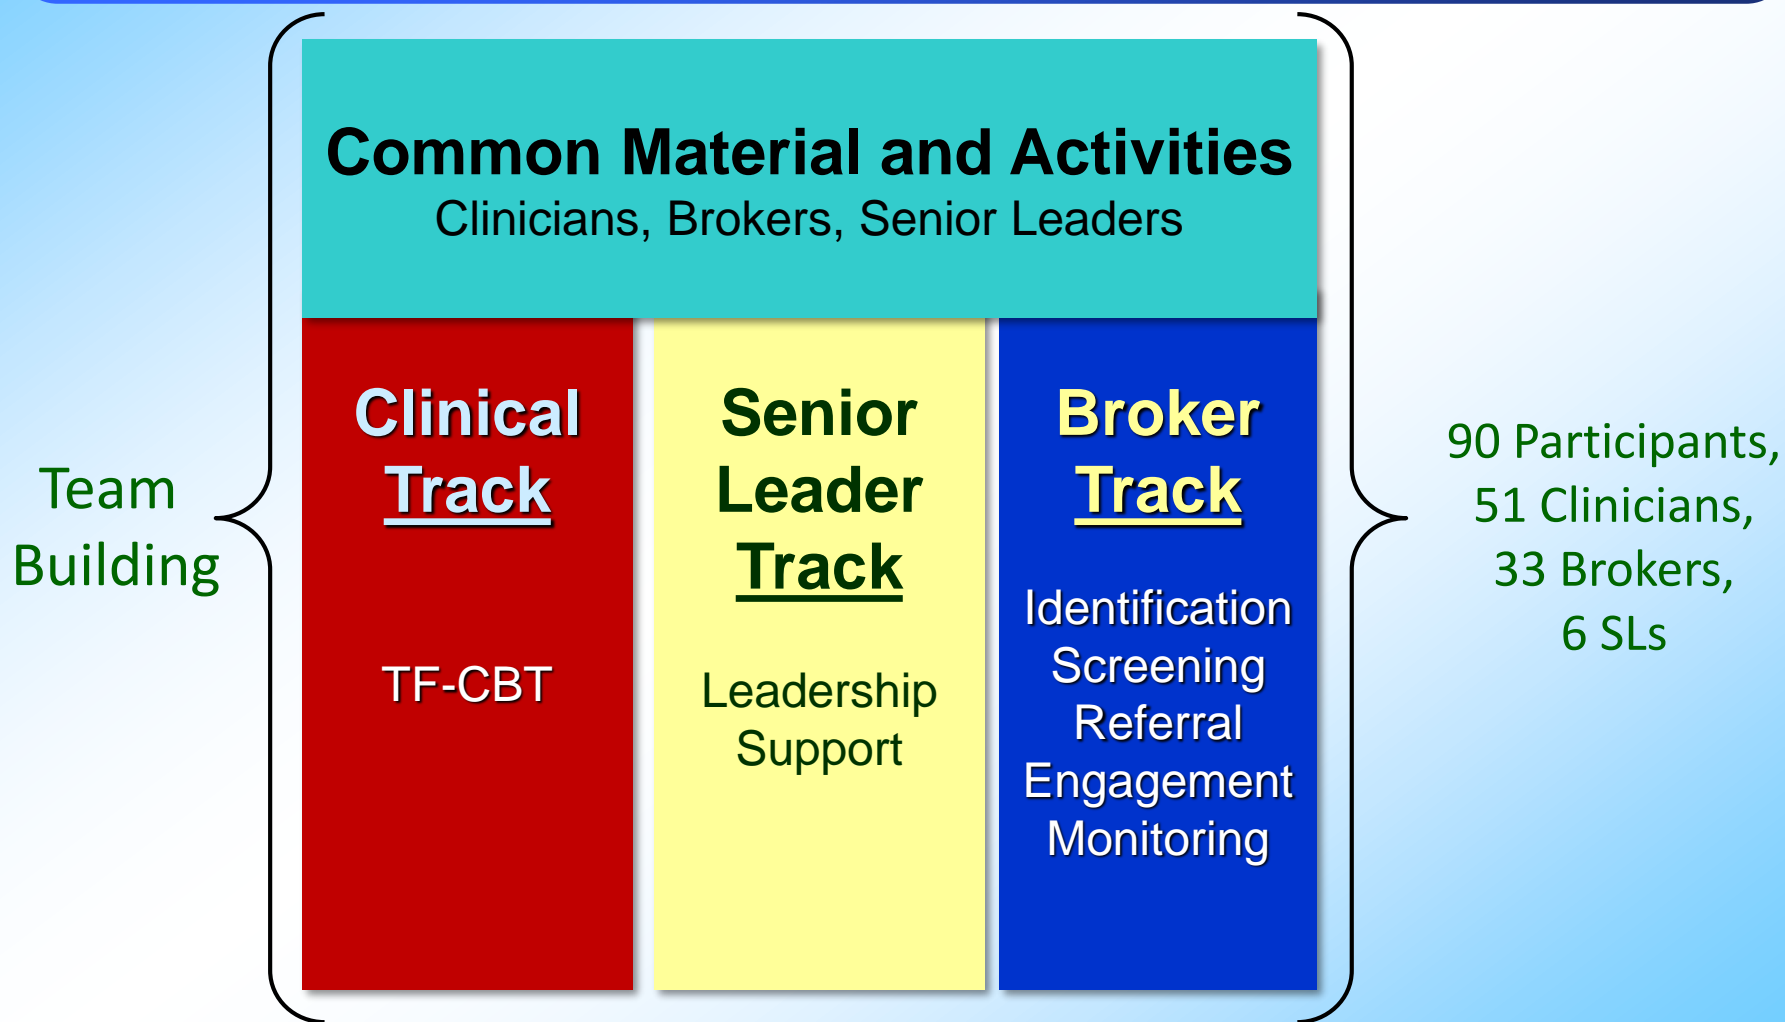 Common Material and Activities
Clinicians, Brokers, Senior Leaders
Team
Building
Clinical
Track
TF-CBT
Senior
Leader
Track
Leadership
Support
Broker
Track
Identification
Screening
Referral
Engagement
Monitoring
90 Participants,
51 Clinicians,
33 Brokers,
6 SLs